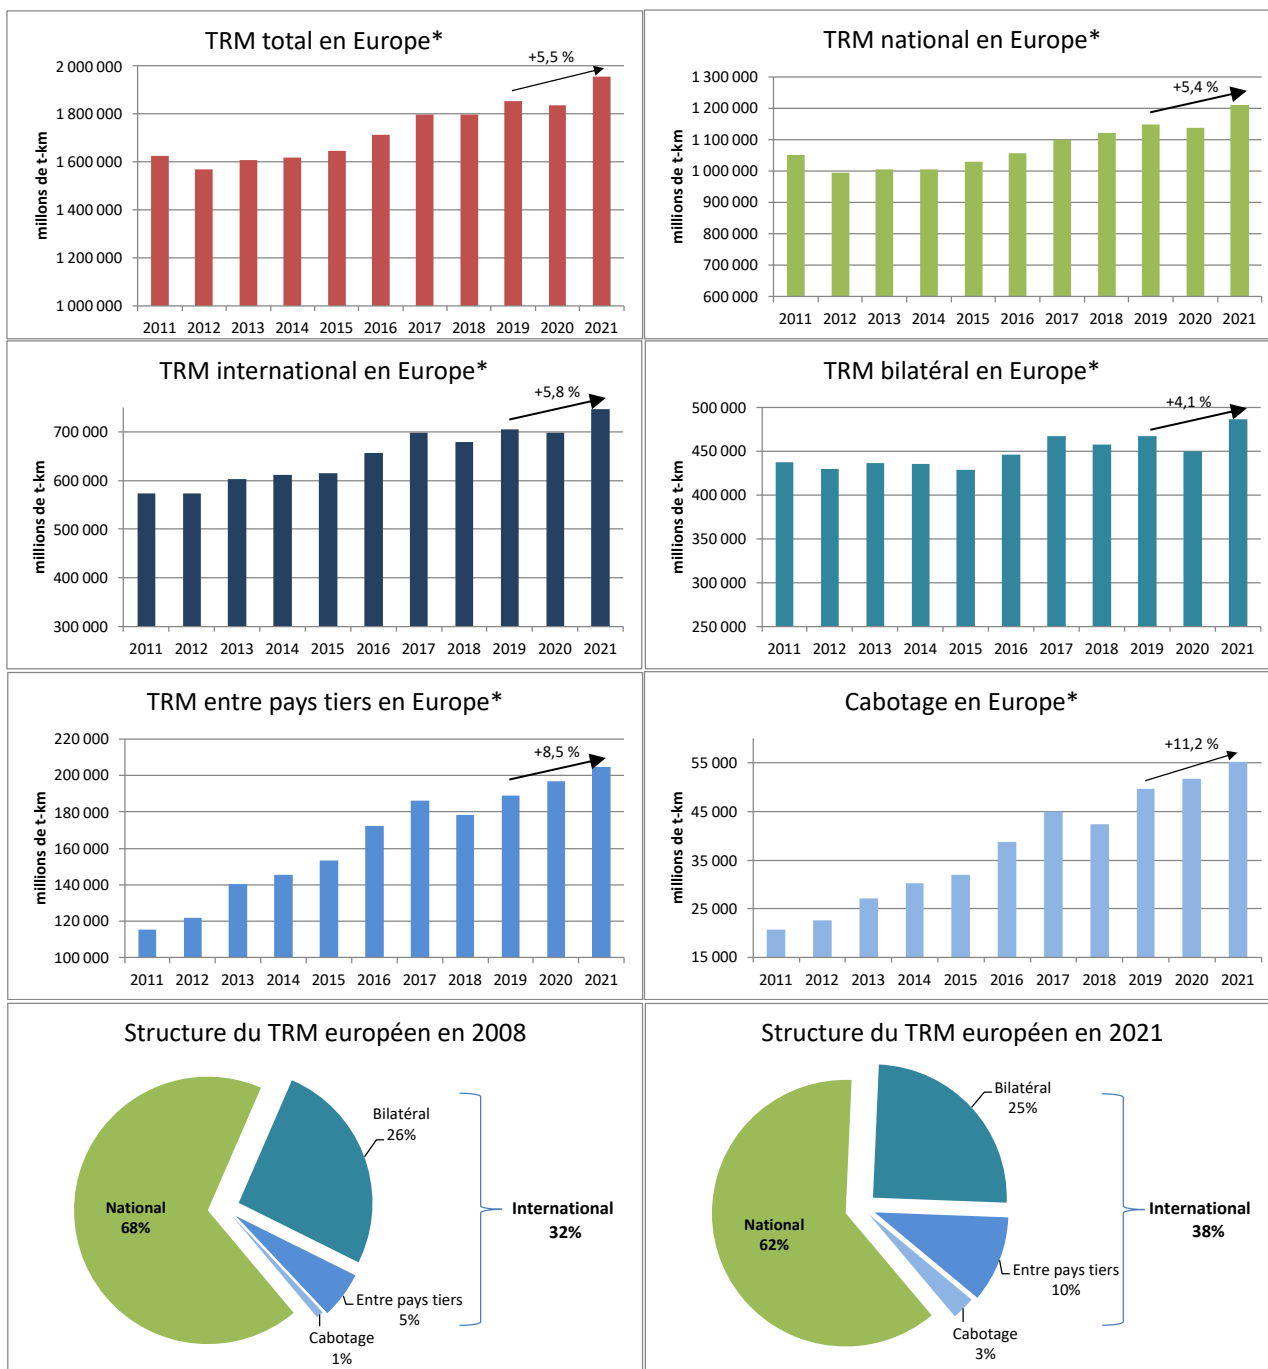 TRM total en Europe*
+5,5 %
millons de t-km
2 000 000
1 800 000
1 600 000
1 400 000
1 200 000
1 000 000
2011 2012 2013 2014 2015 2016 2017 2018 2019 2020 2021
TRM national en Europe*
+5,4 %
millions de t-km
1 300 000
1 200 000
1 100 000
1 000 000
900 000
800 000
700 000
600 000
2011 2012 2013 2014 2015 2016 2017 2018 2019 2020 2021
TRM international en Europe*
+5,8 %
millions de t-km
700 000
600 000
500 000
400 000
300 000
2011 2012 2013 2014 2015 2016 2017 2018 2019 2020 2021
TRM bilatéral en Europe*
+4,1 %
millions de t-km
500 000
450 000
400 000
350 000
300 000
250 000
2011 2012 2013 2014 2015 2016 2017 2018 2019 2020 2021
TRM entre pays tiers en Europe*
+8,5 %
millions de t-km
220 000
200 000
180 000
160 000
140 000
120 000
100 000
2011 2012 2013 2014 2015 2016 2017 2018 2019 2020 2021
Cabotage en Europe*
+11,2 %
millions de t-km
55 000
45 000
35 000
25 000
15 000
2011 2012 2013 2014 2015 2016 2017 2018 2019 2020 2021
Structure du TRM européen en 2008
Bilatéral
26%
National
68%
International
32%
Entre pays tiers
5%
Cabotage
1%
Structure du TRM européen en 2021
Bilatéral
25%
National
62%
International
38%
Entre pays tiers
10%
Cabotage
3%